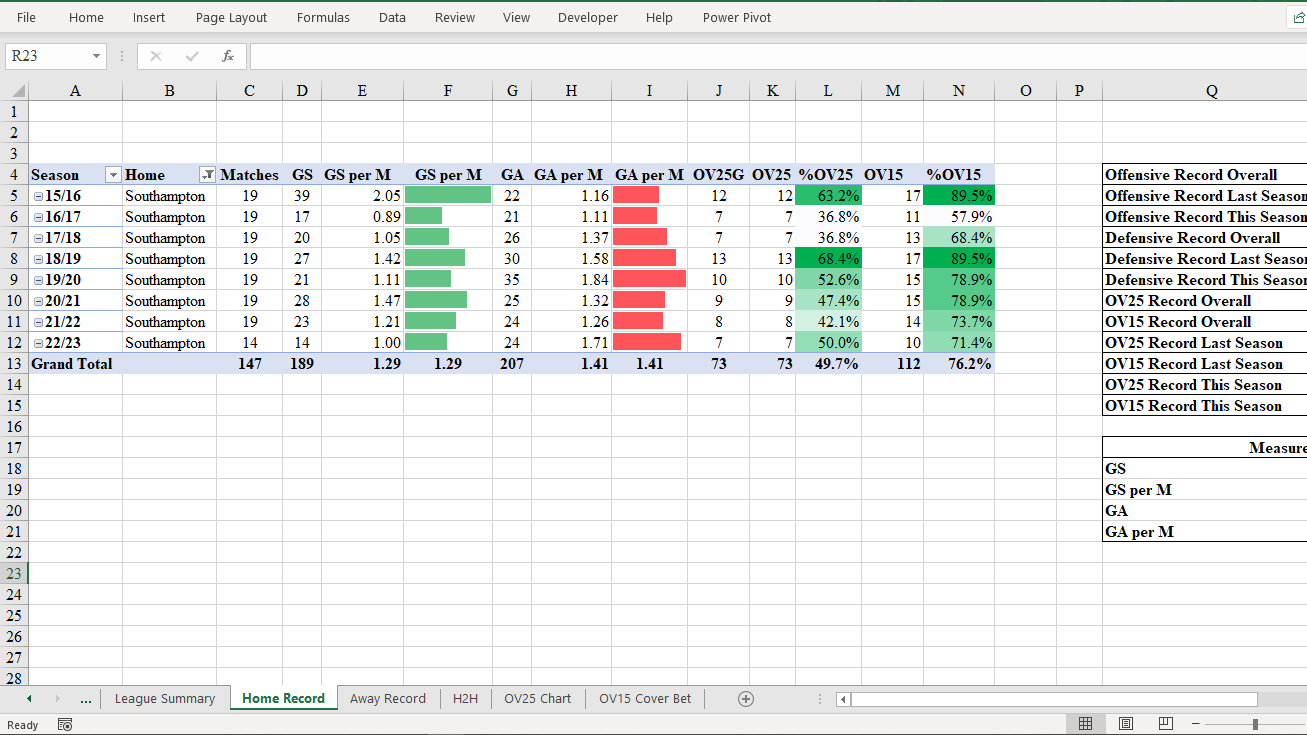 File Home Insert Page Layout Formulas Data Review View Developer Help Power Pivot
R23 fx
A B C D E F G H I J K L M N O P Q
1
2
3
4 Season Home Matches GS GS per M GS per M GA GA per M GA per M OV25G OV25 %OV25 OV15 %OV15 Offensive Record Overall
5 15/16 Southampton 19 39 2.05 22 1.16 12 12 63.2% 17 89.5% Offensive Record Last Season
6 16/17 Southampton 19 17 0.89 21 1.11 7 7 36.8% 11 57.9% Offensive Record This Season
7 17/18 Southampton 19 20 1.05 26 1.37 7 7 36.8% 13 68.4% Defensive Record Overall
8 18/19 Southampton 19 27 1.42 30 1.58 13 13 68.4% 17 89.5% Defensive Record Last Season
9 19/20 Southampton 19 21 1.11 35 1.84 10 10 52.6% 15 78.9% Defensive Record This Season
10 20/21 Southampton 19 28 1.47 25 1.32 9 9 47.4% 15 78.9% OV25 Record Overall
11 21/22 Southampton 19 23 1.21 24 1.26 8 8 42.1% 14 73.7% OV15 Record Overall
12 22/23 Southampton 14 14 1.00 24 1.71 7 7 50.0% 10 71.4% OV25 Record Last Season
13 Grand Total 147 189 1.29 1.29 207 1.41 1.41 73 73 49.7% 112 76.2% OV15 Record Last Season
14 OV25 Record This Season
15 OV15 Record This Season
16
17 Measure
18 GS
19 GS per M
20 GA
21 GA per M
22
23
24
25
26
27
28
... League Summary Home Record Away Record H2H OV25 Chart OV15 Cover Bet
Ready